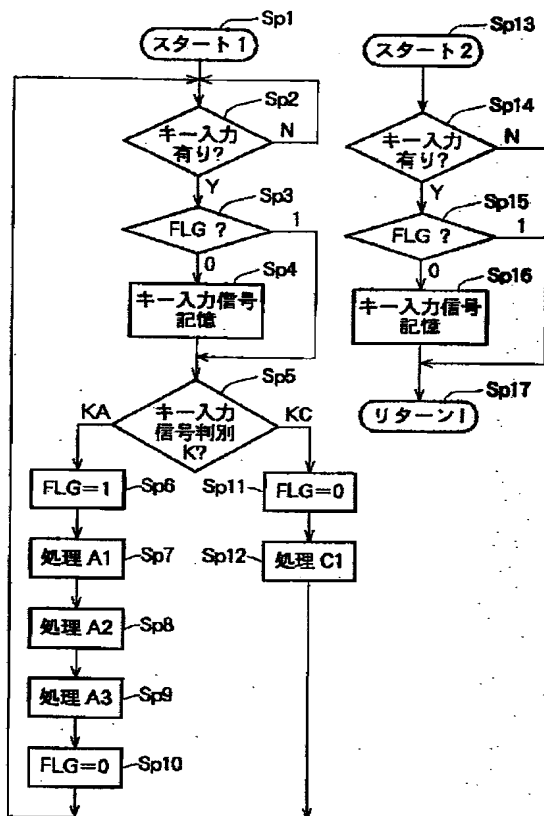 Sp1
スタート1
Sp2
キー入力
有り?
N
Y
Sp3
FLG ?
1
0
Sp4
キー入力信号
記憶
Sp5
キー入力
信号判別
K?
KA
KC
FLG=1
Sp6
処理 A1
Sp7
処理 A2
Sp8
処理 A3
Sp9
FLG=0
Sp10
Sp11
FLG=0
Sp12
処理 C1
Sp13
スタート2
Sp14
キー入力
有り?
N
Y
Sp15
FLG ?
1
0
Sp16
キー入力信号
記憶
Sp17
リターン1